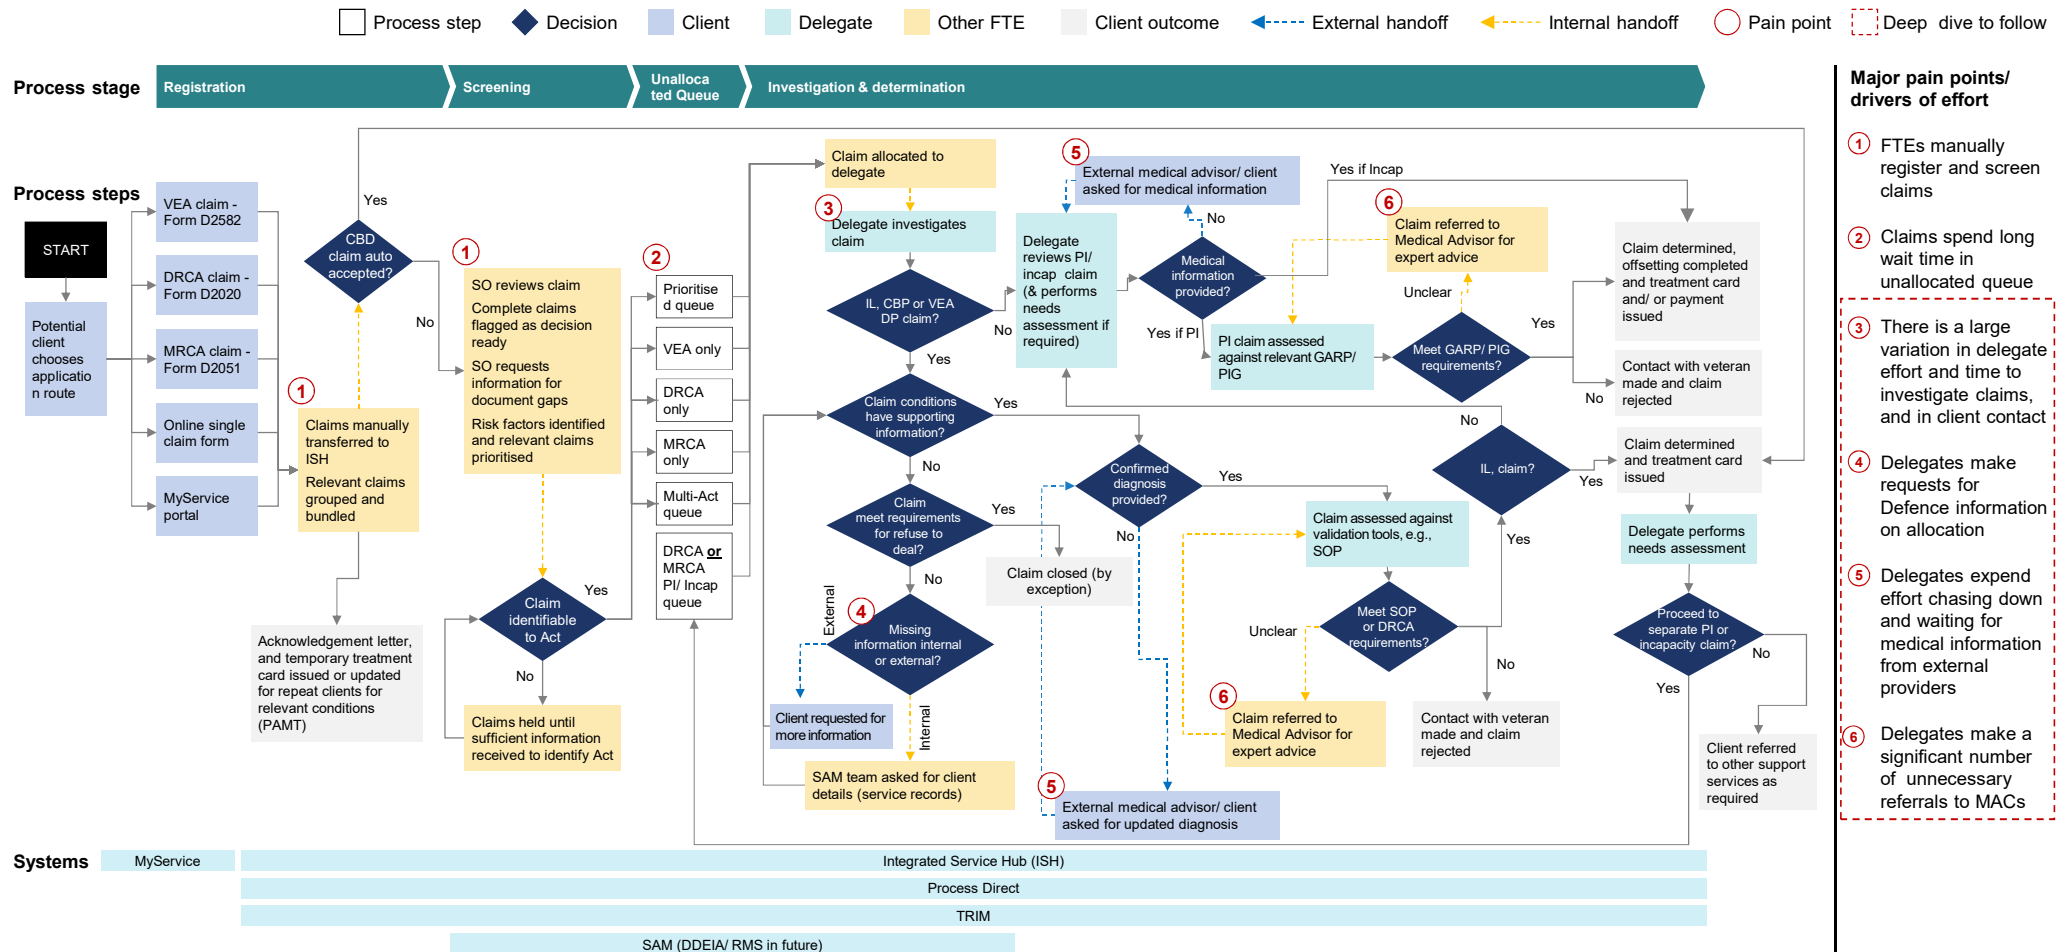 Process step
Decision
Client
Delegate
Other FTE
Client outcome
External handoff
Internal handoff
Pain point
Deep dive to follow
Process stage
Registration
Screening
Unalloca
ted Queue
Investigation & determination
Major pain points/
drivers of effort
Process steps
START
Potential
client
chooses
applicatio
n route
VEA claim -
Form D2582
DRCA claim -
Form D2020
MRCA claim -
Form D2051
Online single
claim form
MyService
portal
1
Claims manually
transferred to
ISH
Relevant claims
grouped and
bundled
Yes
CBD
claim auto
accepted?
No
Acknowledgement letter,
and temporary treatment
card issued or updated
for repeat clients for
relevant conditions
(PAMT)
1
SO reviews claim
Complete claims
flagged as decision
ready
SO requests
information for
document gaps
Risk factors identified
and relevant claims
prioritised
Claim
identifiable
to Act
Yes
No
Claims held until
sufficient information
received to identify Act
2
Prioritise
d queue
VEA only
DRCA
only
MRCA
only
Multi-Act
queue
DRCA or
MRCA
PI/ Incap
queue
Claim allocated to
delegate
3
Delegate investigates
claim
IL, CBP or VEA
DP claim?
No
Yes
Claim conditions
have supporting
information?
Yes
No
Claim
meet requirements
for refuse to
deal?
Yes
No
Claim closed (by
exception)
4
Missing
information internal
or external?
External
Internal
Client requested for
more information
SAM team asked for client
details (service records)
5
External medical advisor/ client
asked for medical information
Delegate
reviews PI/
incap claim
(& performs
needs
assessment if
required)
No
Medical
information
provided?
Yes if Incap
Yes if PI
PI claim assessed
against relevant GARP/
PIG
6
Claim referred to
Medical Advisor for
expert advice
Unclear
Meet GARP/ PIG
requirements?
Yes
No
Claim determined,
offsetting completed
and treatment card
and/ or payment
issued
Contact with veteran
made and claim
rejected
Confirmed
diagnosis
provided?
Yes
No
5
External medical advisor/ client
asked for updated diagnosis
Claim assessed against
validation tools, e.g.,
SOP
Meet SOP
or DRCA
requirements?
Unclear
Yes
No
6
Claim referred to
Medical Advisor for
expert advice
Contact with veteran
made and claim
rejected
No
IL, claim?
Yes
Claim determined
and treatment card
issued
Delegate performs
needs assessment
Proceed to
separate PI or
incapacity claim?
No
Yes
Client referred
to other support
services as
required
1
FTEs manually
register and screen
claims
2
Claims spend long
wait time in
unallocated queue
3
There is a large
variation in delegate
effort and time to
investigate claims,
and in client contact
4
Delegates make
requests for
Defence information
on allocation
5
Delegates expend
effort chasing down
and waiting for
medical information
from external
providers
6
Delegates make a
significant number
of unnecessary
referrals to MACs
Systems
MyService
Integrated Service Hub (ISH)
Process Direct
TRIM
SAM (DDEIA/ RMS in future)